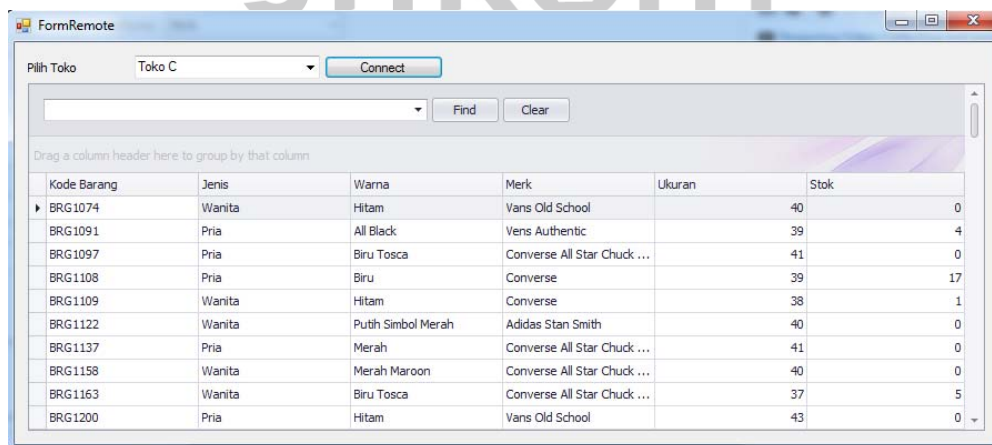 FormRemote
Pilih Toko Toko C Connect
Find Clear
Drag a column header here to group by that column
Kode Barang Jenis Warna Merk Ukuran Stok
BRG1074 Wanita Hitam Vans Old School 40 0
BRG1091 Pria All Black Vens Authentic 39 4
BRG1097 Pria Biru Tosca Converse All Star Chuck ... 41 0
BRG1108 Pria Biru Converse 39 17
BRG1109 Wanita Hitam Converse 38 1
BRG1122 Wanita Putih Simbol Merah Adidas Stan Smith 40 0
BRG1137 Pria Merah Converse All Star Chuck ... 41 0
BRG1158 Wanita Merah Maroon Converse All Star Chuck ... 40 0
BRG1163 Wanita Biru Tosca Converse All Star Chuck ... 37 5
BRG1200 Pria Hitam Vans Old School 43 0